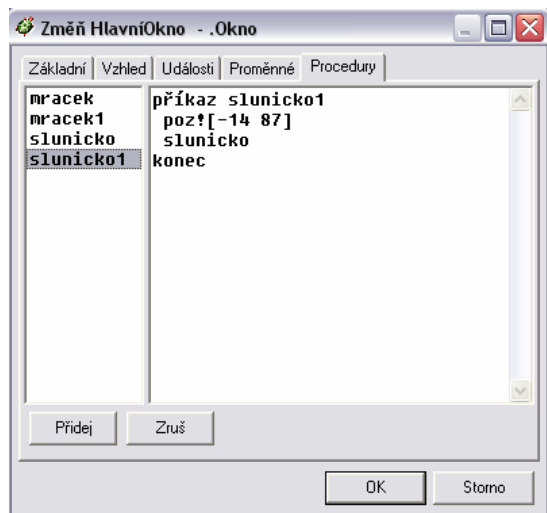 Změň HlavníOkno - .Okno
Základní Vzhled Události Proměnné Procedury
mracek
mracek1
slunicko
slunicko1
příkaz slunicko1
poz![-14 87]
slunicko
konec
Přidej Zruš
OK Storno